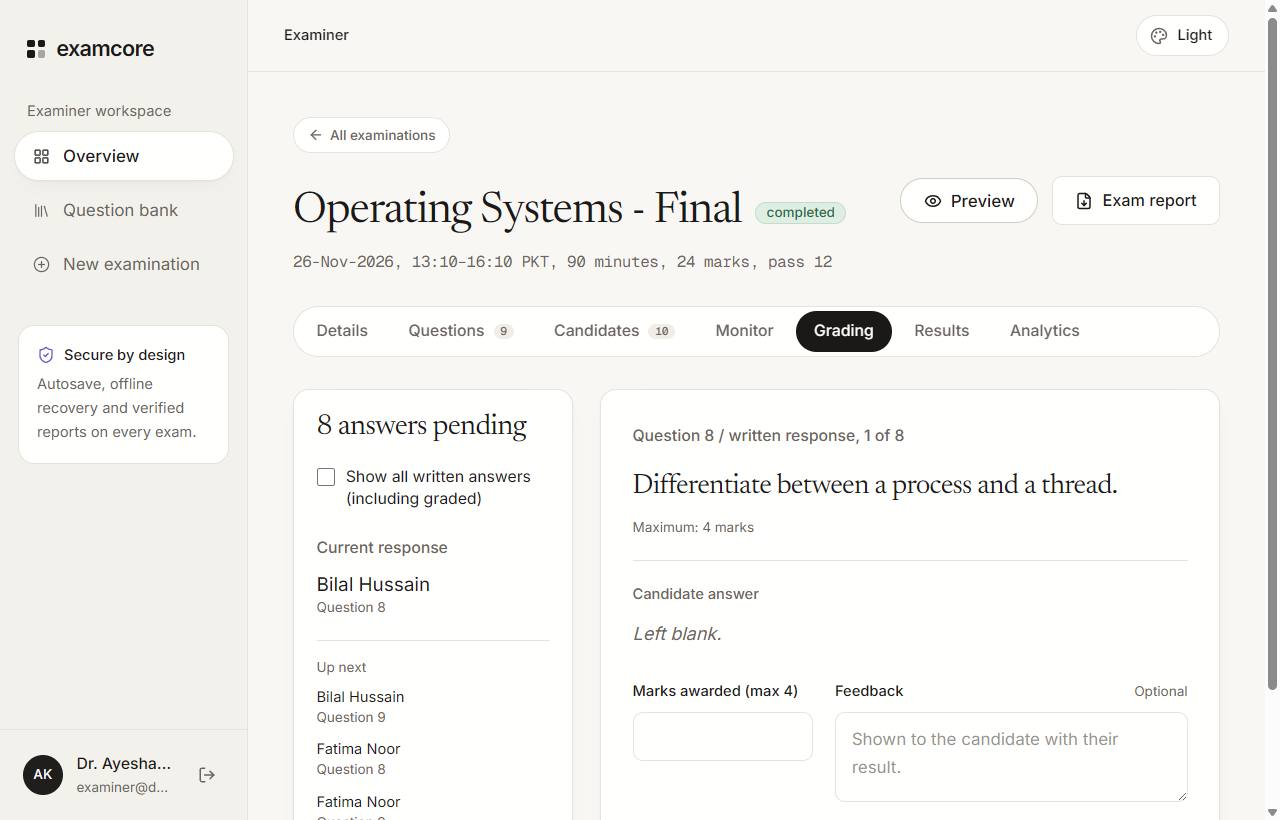 examcore
Examiner workspace
Overview
Question bank
New examination
Secure by design
Autosave, offline
recovery and verified
reports on every exam.
AK
Dr. Ayesha...
examiner@d...
Examiner
Light
All examinations
Operating Systems - Final
completed
Preview
Exam report
26-Nov-2026, 13:10-16:10 PKT, 90 minutes, 24 marks, pass 12
Details
Questions 9
Candidates 10
Monitor
Grading
Results
Analytics
8 answers pending
Show all written answers
(including graded)
Current response
Bilal Hussain
Question 8
Up next
Bilal Hussain
Question 9
Fatima Noor
Question 8
Fatima Noor
Question 8 / written response, 1 of 8
Differentiate between a process and a thread.
Maximum: 4 marks
Candidate answer
Left blank.
Marks awarded (max 4)
Feedback
Optional
Shown to the candidate with their
result.